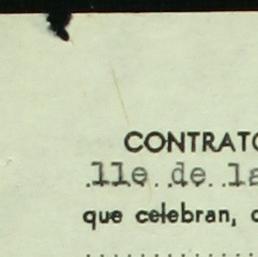 CONTRATO
lle de la
que celebran,